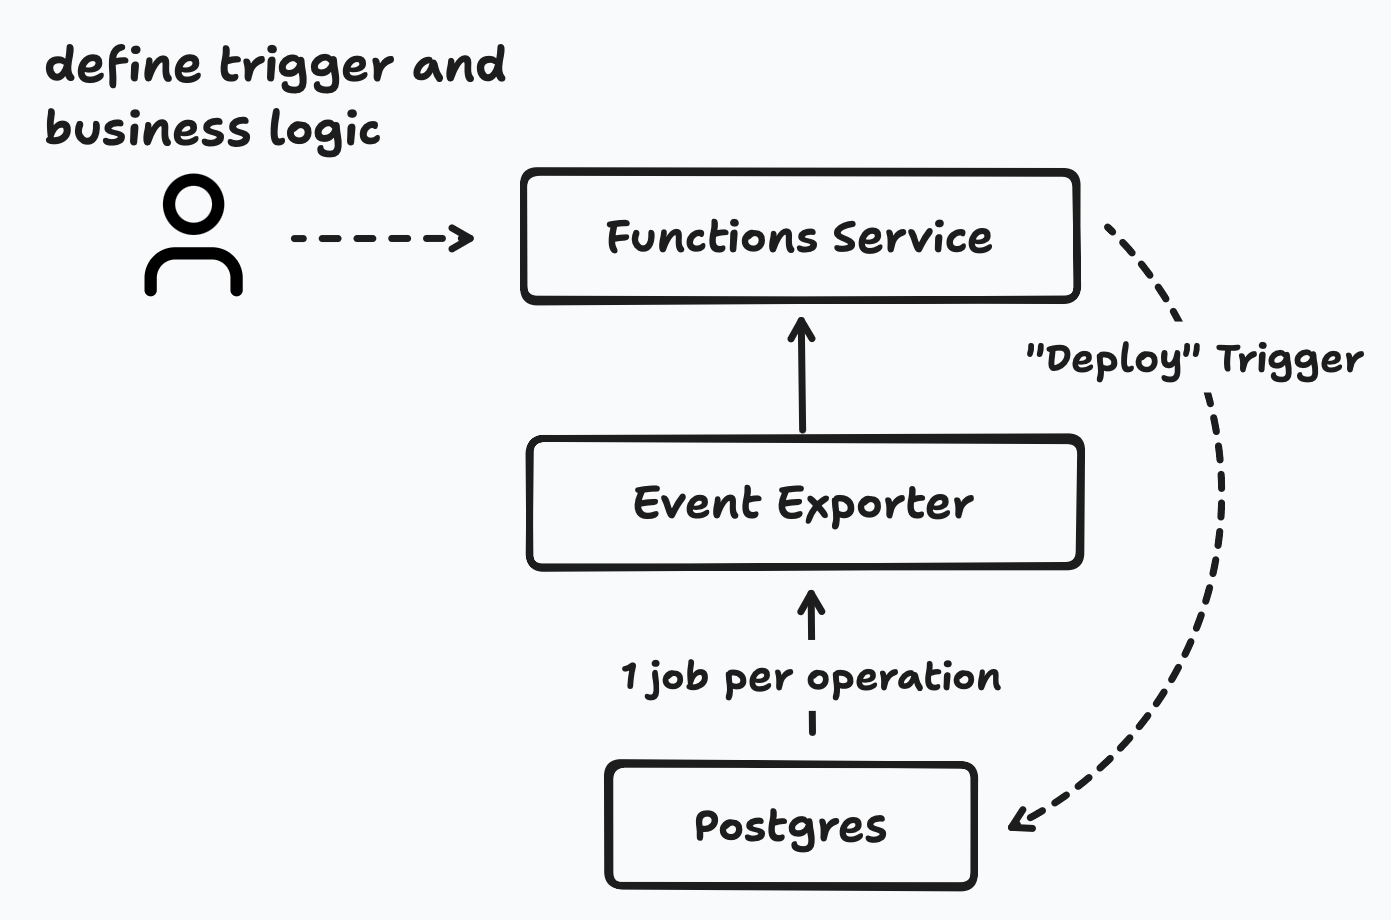 define trigger and
business logic
Functions Service
"Deploy" Trigger
Event Exporter
1 job per operation
Postgres